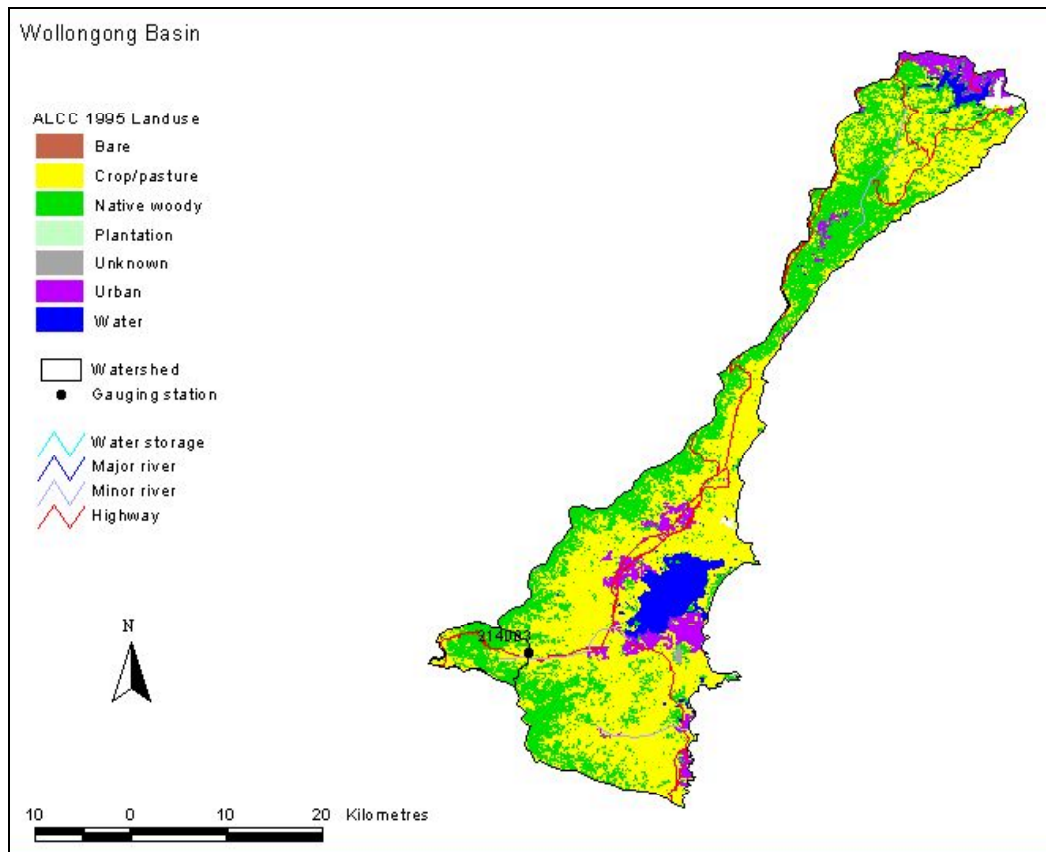 Wollongong Basin
ALCC 1995 Landuse
Bare
Crop/pasture
Native woody
Plantation
Unknown
Urban
Water
Watershed
Gauging station
Water storage
Major river
Minor river
Highway
214003
N
10 0 10 20 Kilometres